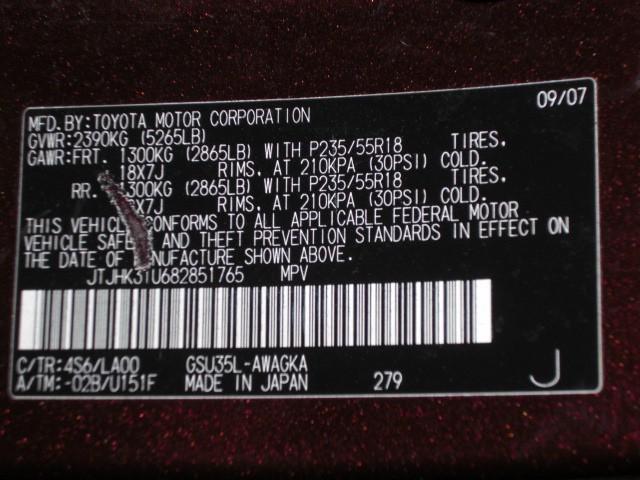 09/07
MFD.BY:TOYOTA MOTOR CORPORATION
GVWR:2390KG (5265LB)
GAWR:FRT. 1300KG (2865LB) WITH P235/55R18 TIRES,
18X7J RIMS, AT 210KPA (30PSI) COLD.
RR. 1300KG (2865LB) WITH P235/55R18 TIRES,
RIMS, AT 210KPA (30PSI) COLD.
THIS VEHICLE CONFORMS TO ALL APPLICABLE FEDERAL MOTOR
VEHICLE SAFETY AND THEFT PREVENTION STANDARDS IN EFFECT ON
THE DATE OF MANUFACTURE SHOWN ABOVE.
JTJHK31U682851765 MPV
C/TR:4S6/LA00 GSU35L-AWAGKA
A/TM:-02B/U151F MADE IN JAPAN 279 J